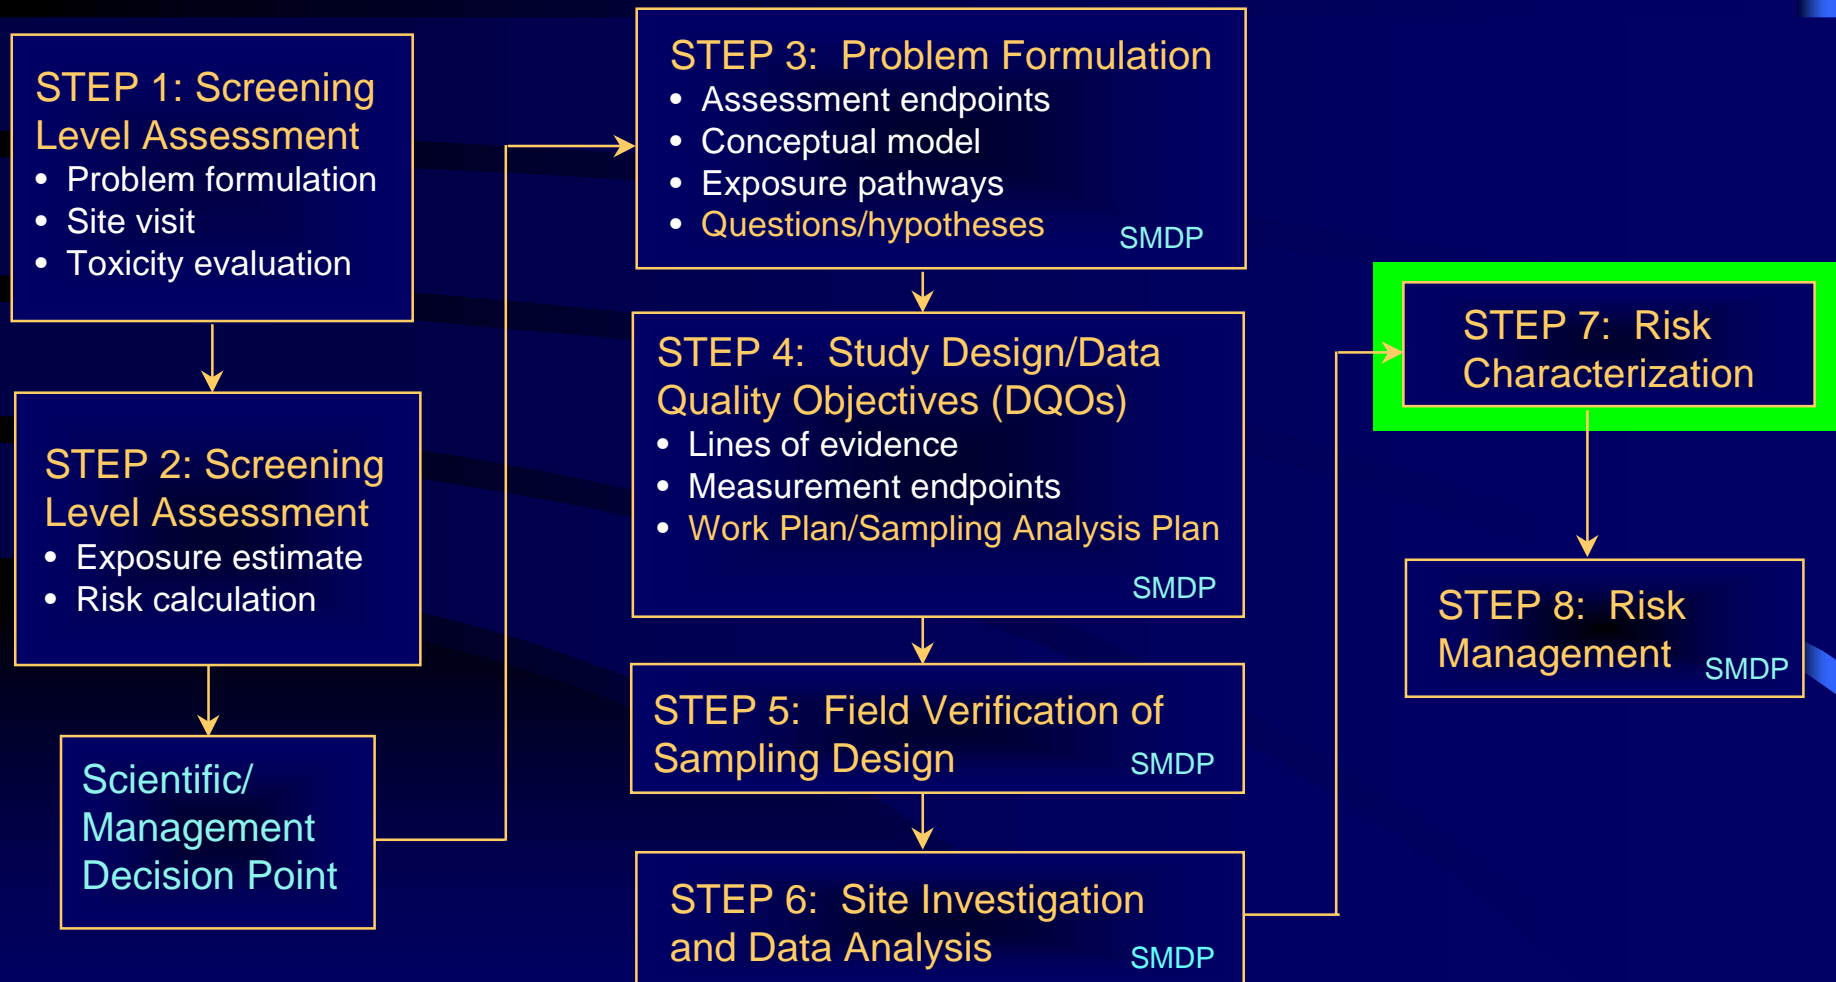 STEP 1: Screening
Level Assessment
• Problem formulation
• Site visit
• Toxicity evaluation
STEP 2: Screening
Level Assessment
• Exposure estimate
• Risk calculation
Scientific/
Management
Decision Point
STEP 3: Problem Formulation
• Assessment endpoints
• Conceptual model
• Exposure pathways
• Questions/hypotheses
SMDP
STEP 4: Study Design/Data
Quality Objectives (DQOs)
• Lines of evidence
• Measurement endpoints
• Work Plan/Sampling Analysis Plan
SMDP
STEP 5: Field Verification of
Sampling Design
SMDP
STEP 6: Site Investigation
and Data Analysis
SMDP
STEP 7: Risk
Characterization
STEP 8: Risk
Management
SMDP